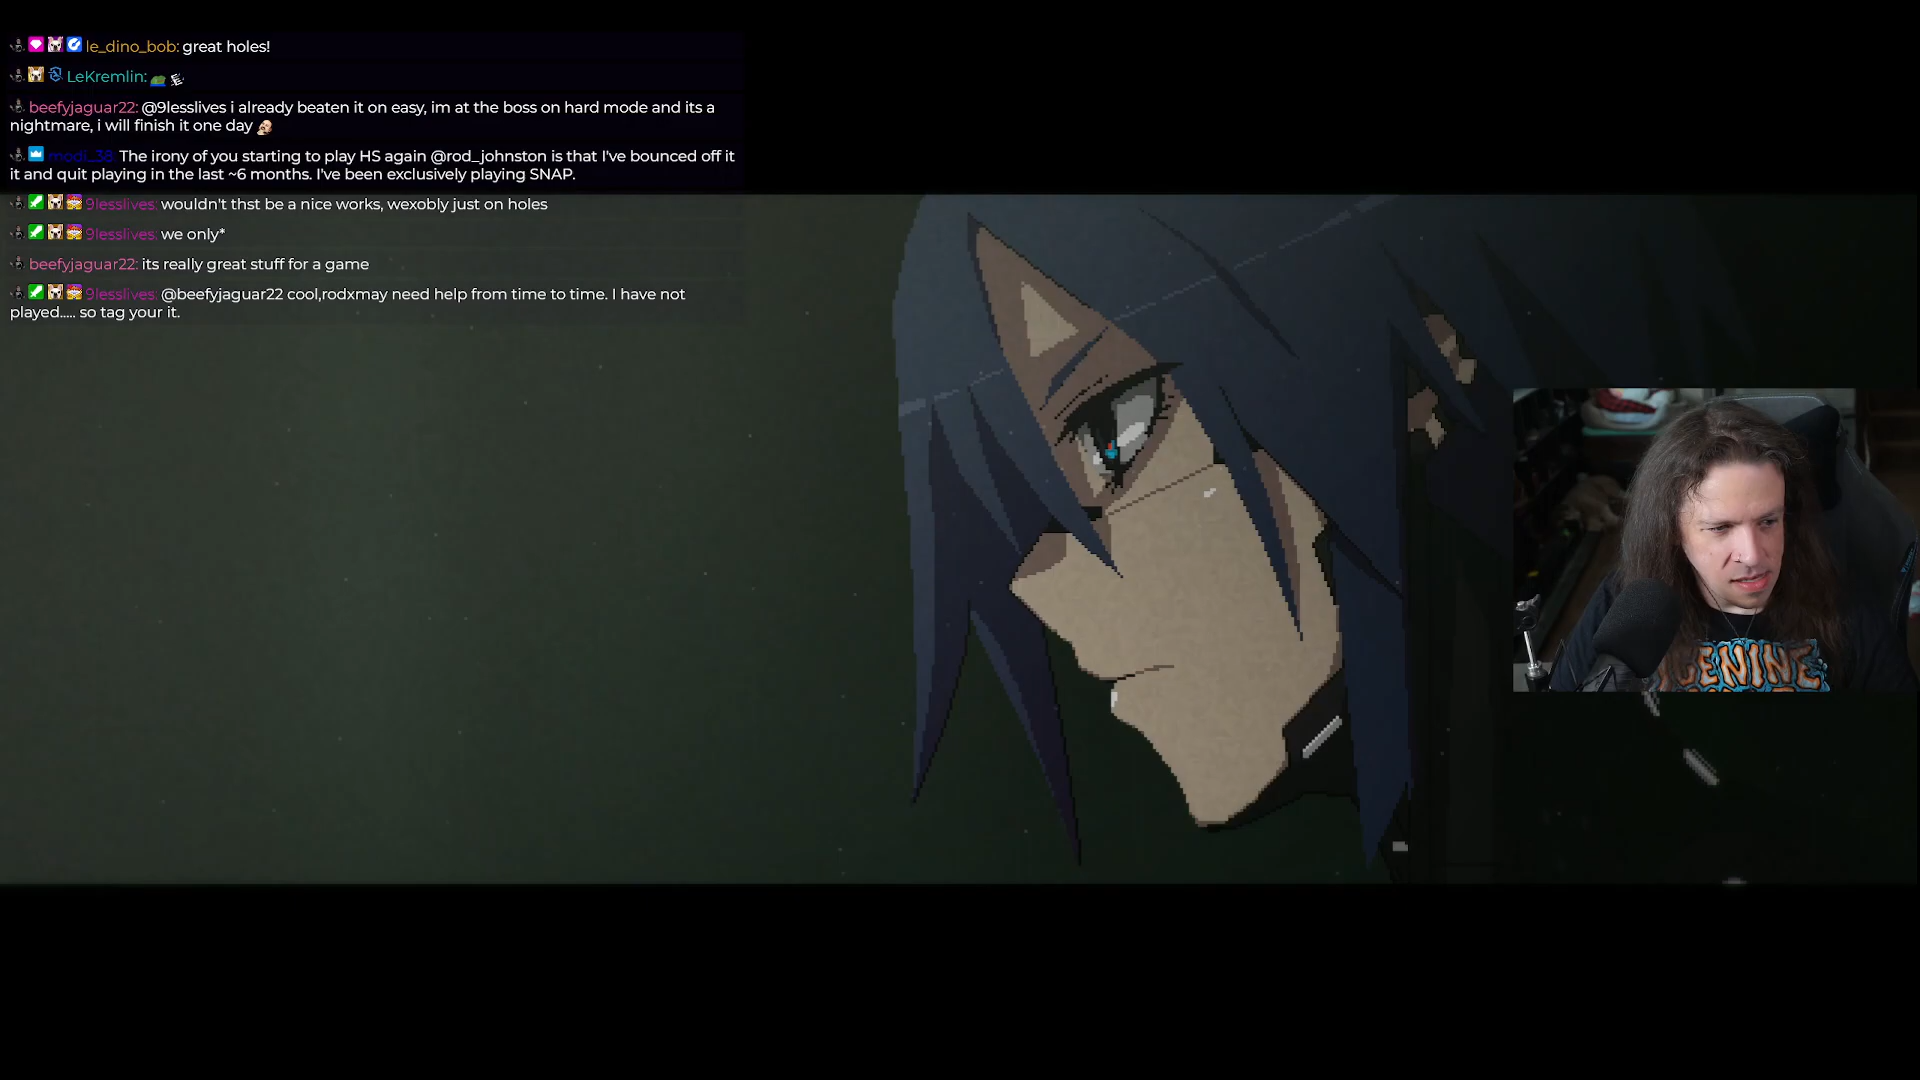 le_dino_bob: great holes!
LeKremlin:
beefyjaguar22: @9lesslives i already beaten it on easy, im at the boss on hard mode and its a
nightmare, i will finish it one day
modi_38: The irony of you starting to play HS again @rod_johnston is that I've bounced off it
it and quit playing in the last ~6 months. I've been exclusively playing SNAP.
9lesslives: wouldn't thst be a nice works, wexobly just on holes
9lesslives: we only*
beefyjaguar22: its really great stuff for a game
9lesslives: @beefyjaguar22 cool,rodxmay need help from time to time. I have not
played..... so tag your it.